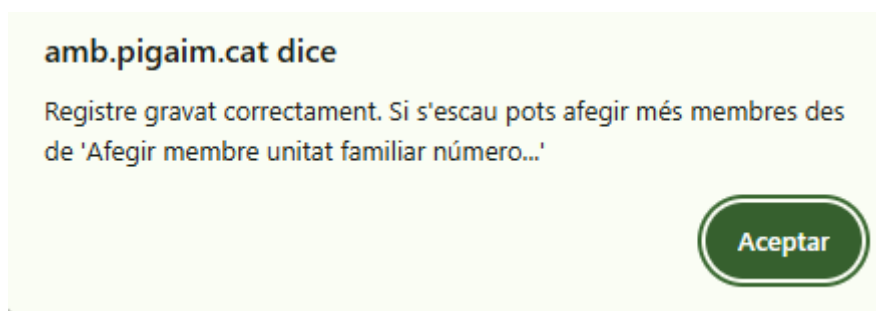 amb.pigaim.cat dice
Registre gravat correctament. Si s'escau pots afegir més membres des
de 'Afegir membre unitat familiar número...'
Aceptar